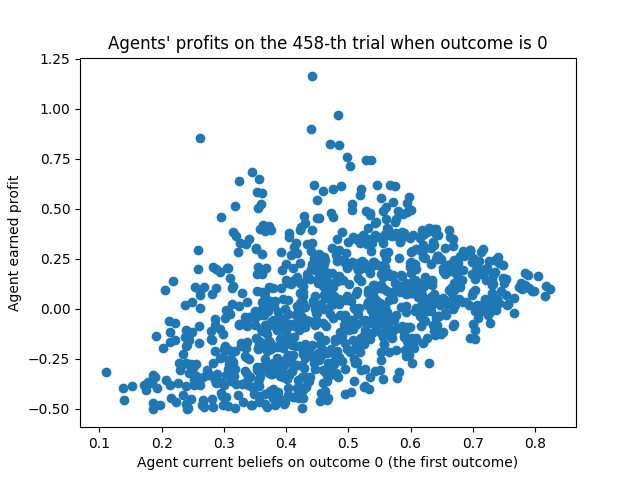 Agents' profits on the 458-th trial when outcome is 0
1.25
1.00
0.75
0.50
0.25
0.00
−0.25
−0.50
Agent earned profit
0.1 0.2 0.3 0.4 0.5 0.6 0.7 0.8
Agent current beliefs on outcome 0 (the first outcome)